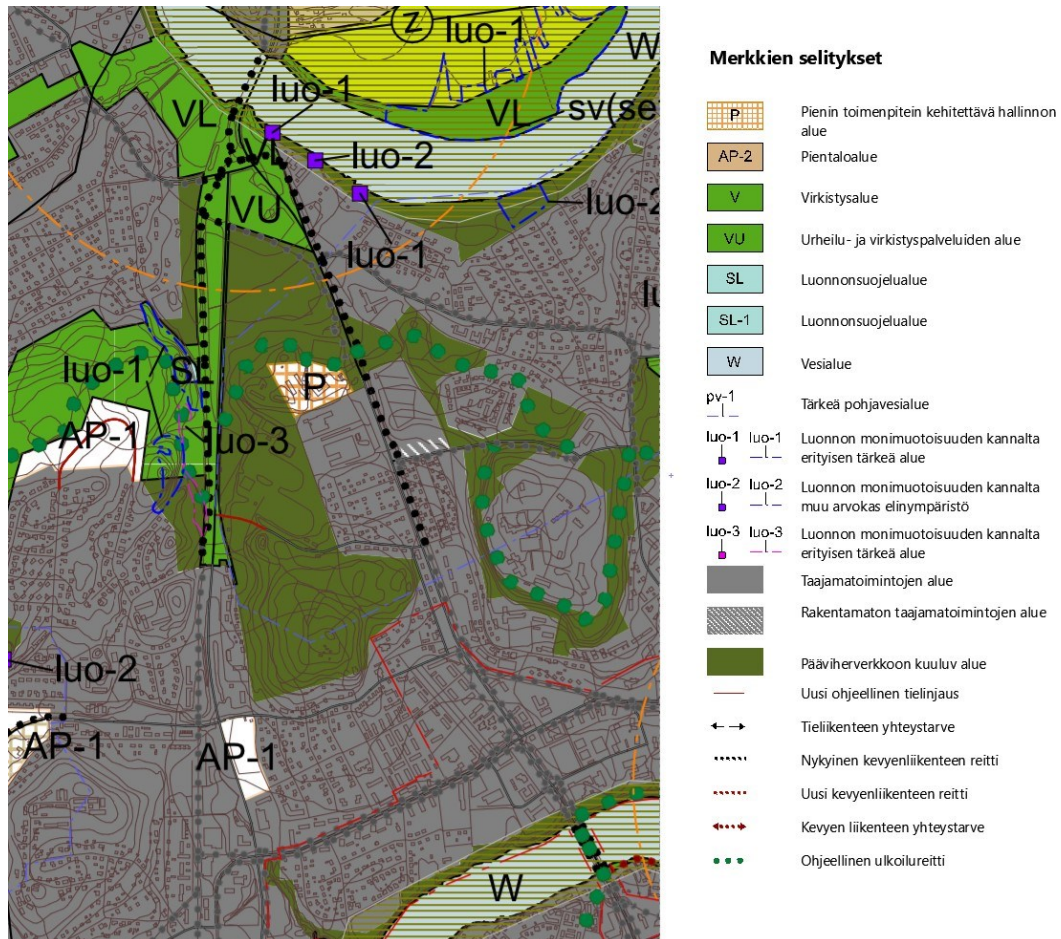 Z
luo-1
W
VL
luo-1
VL
sv(se
luo-2
VL
VU
luo-2
luo-1
luo-1/
SL
P
AP-1
luo-3
luo-2
AP-1
AP-1
W
Merkkien selitykset
P Pienin toimenpitein kehitettävä hallinnon
alue
AP-2 Pientaloalue
V Virkistysalue
VU Urheilu- ja virkistyspalveluiden alue
SL Luonnonsuojelualue
SL-1 Luonnonsuojelualue
W Vesialue
pv-1 Tärkeä pohjavesialue
luo-1 luo-1 Luonnon monimuotoisuuden kannalta
erityisen tärkeä alue
luo-2 luo-2 Luonnon monimuotoisuuden kannalta
muu arvokas elinympäristö
luo-3 luo-3 Luonnon monimuotoisuuden kannalta
erityisen tärkeä alue
Taajamatoimintojen alue
Rakentamaton taajamatoimintojen alue
Pääviherverkkoon kuuluv alue
Uusi ohjeellinen tielinjaus
Tieliikenteen yhteystarve
Nykyinen kevyenliikenteen reitti
Uusi kevyenliikenteen reitti
Kevyen liikenteen yhteystarve
Ohjeellinen ulkoilureitti